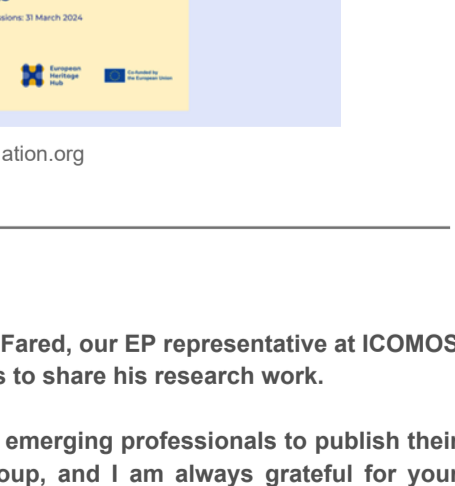 ssions: 31 March 2024
European
Heritage
Hub
Co-funded by
the European Union
ation.org
Fared, our EP representative at ICOMOS
s to share his research work.
emerging professionals to publish their
oup, and I am always grateful for your